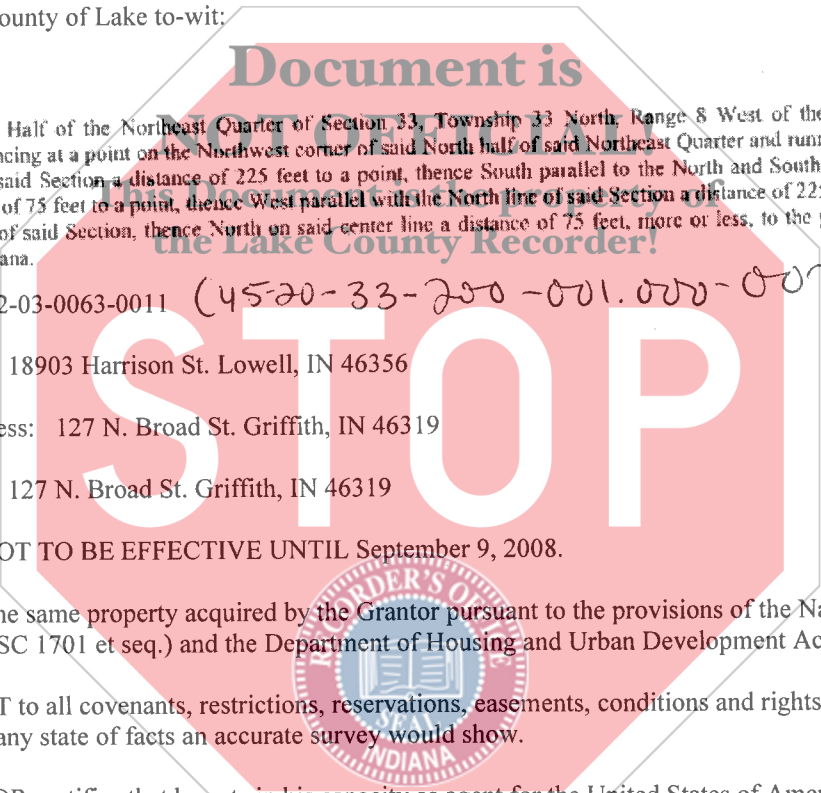 ounty of Lake to-wit:
Document is
NOT OFFICIAL!
This Document is the property of
the Lake County Recorder!
Half of the Northeast Quarter of Section 33, Township 33 North, Range 8 West of the
ncing at a point on the Northwest corner of said North half of said Northeast Quarter and runn
said Section a distance of 225 feet to a point, thence South parallel to the North and South
of 75 feet to a point, thence West parallel with the North line of said Section a distance of 22
of said Section, thence North on said center line a distance of 75 feet, more or less, to the
ana.
2-03-0063-0011 (45-20-33-200-001.000-00
18903 Harrison St. Lowell, IN 46356
ess: 127 N. Broad St. Griffith, IN 46319
127 N. Broad St. Griffith, IN 46319
STOP
OT TO BE EFFECTIVE UNTIL September 9, 2008.
he same property acquired by the Grantor pursuant to the provisions of the Na
SC 1701 et seq.) and the Department of Housing and Urban Development Ac
T to all covenants, restrictions, reservations, easements, conditions and rights
any state of facts an accurate survey would show.
RECORDER'S OFFICE
SEAL
INDIANA